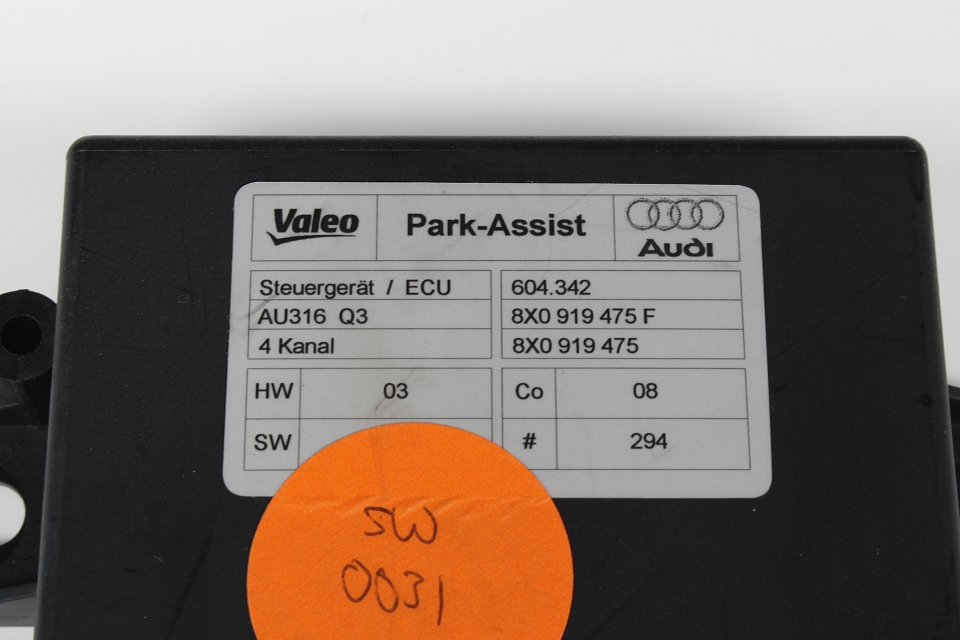 Valeo Park-Assist Audi
Steuergerät / ECU 604.342
AU316 Q3 8X0 919 475 F
4 Kanal 8X0 919 475
HW 03 Co 08
SW # 294
SW
0031